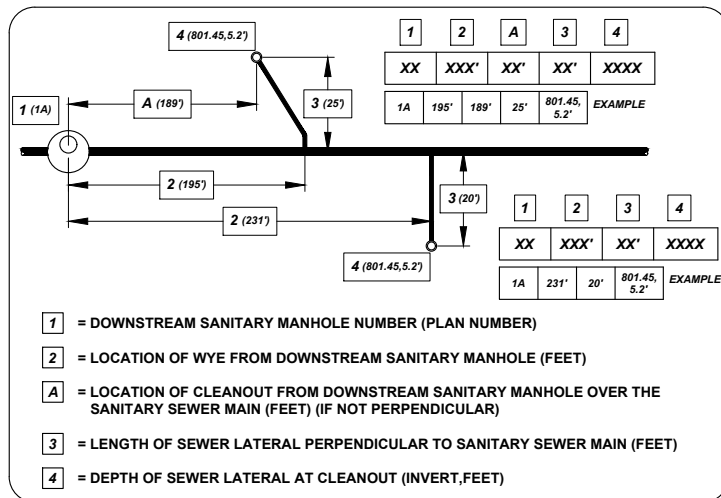 4 (801.45,5.2')
1 (1A)
A (189')
3 (25')
2 (195')
2 (231')
3 (20')
4 (801.45,5.2')
1 2 A 3 4
XX XXX' XX' XX' XXXX
1A 195' 189' 25' 801.45, 5.2' EXAMPLE
1 2 3 4
XX XXX' XX' XXXX
1A 231' 20' 801.45, 5.2' EXAMPLE
1 = DOWNSTREAM SANITARY MANHOLE NUMBER (PLAN NUMBER)
2 = LOCATION OF WYE FROM DOWNSTREAM SANITARY MANHOLE (FEET)
A = LOCATION OF CLEANOUT FROM DOWNSTREAM SANITARY MANHOLE OVER THE
SANITARY SEWER MAIN (FEET) (IF NOT PERPENDICULAR)
3 = LENGTH OF SEWER LATERAL PERPENDICULAR TO SANITARY SEWER MAIN (FEET)
4 = DEPTH OF SEWER LATERAL AT CLEANOUT (INVERT,FEET)